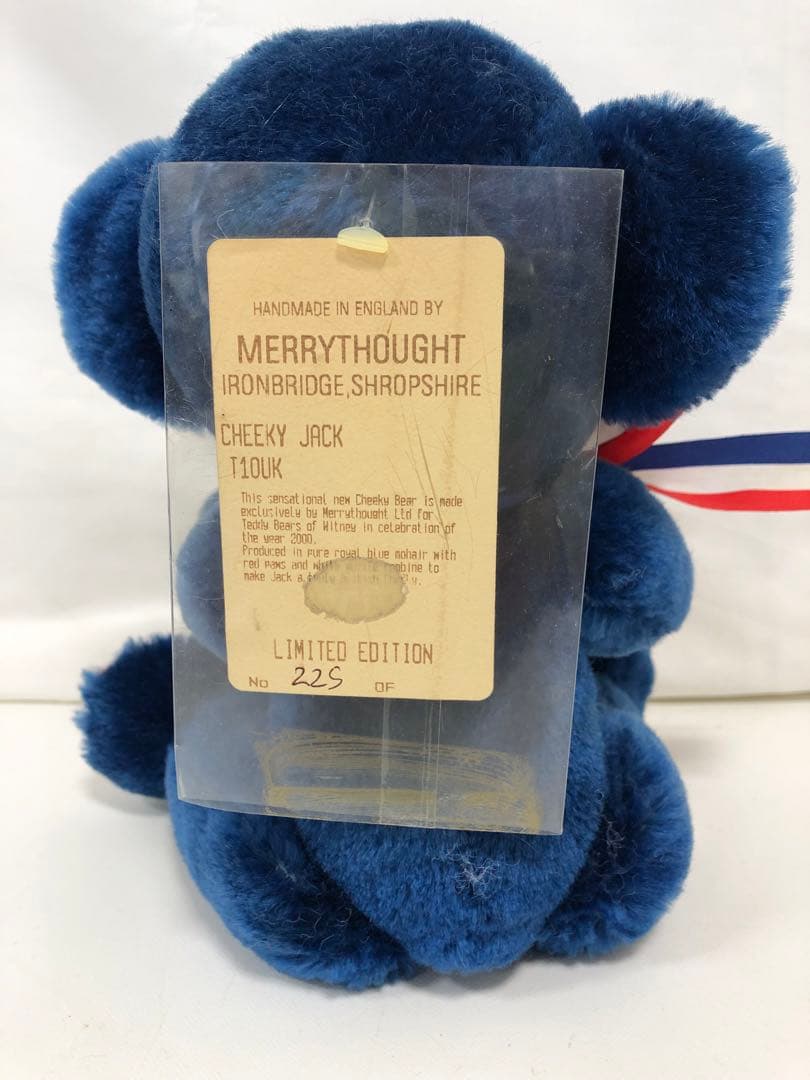 HANDMADE IN ENGLAND BY
MERRYTHOUGHT
IRONBRIDGE, SHROPSHIRE
CHEEKY JACK
T10UK
This sensational new Cheeky Bear is made
exclusively by Merrythought Ltd for
Teddy Bears of Witney in celebration of
the year 2000.
Produced in pure royal blue mohair with
red paws and white combine to
make Jack a
LIMITED EDITION
No 225 OF